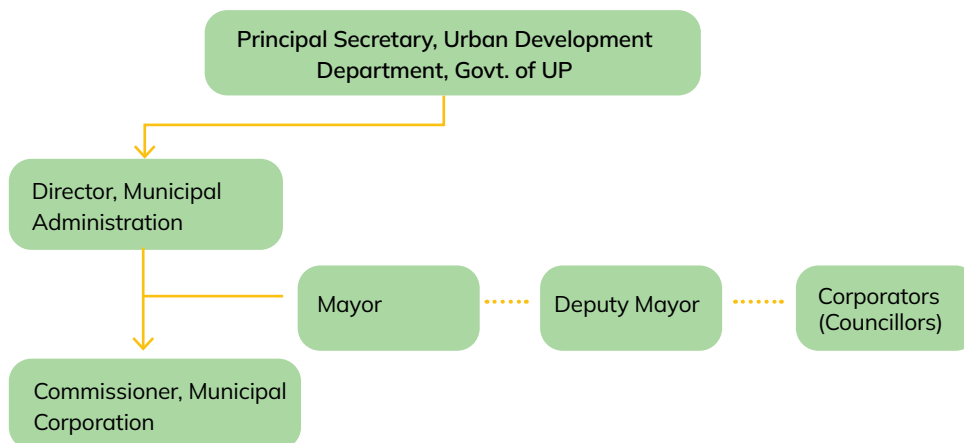 Principal Secretary, Urban Development
Department, Govt. of UP
Director, Municipal
Administration
Mayor
Deputy Mayor
Corporators
(Councillors)
Commissioner, Municipal
Corporation